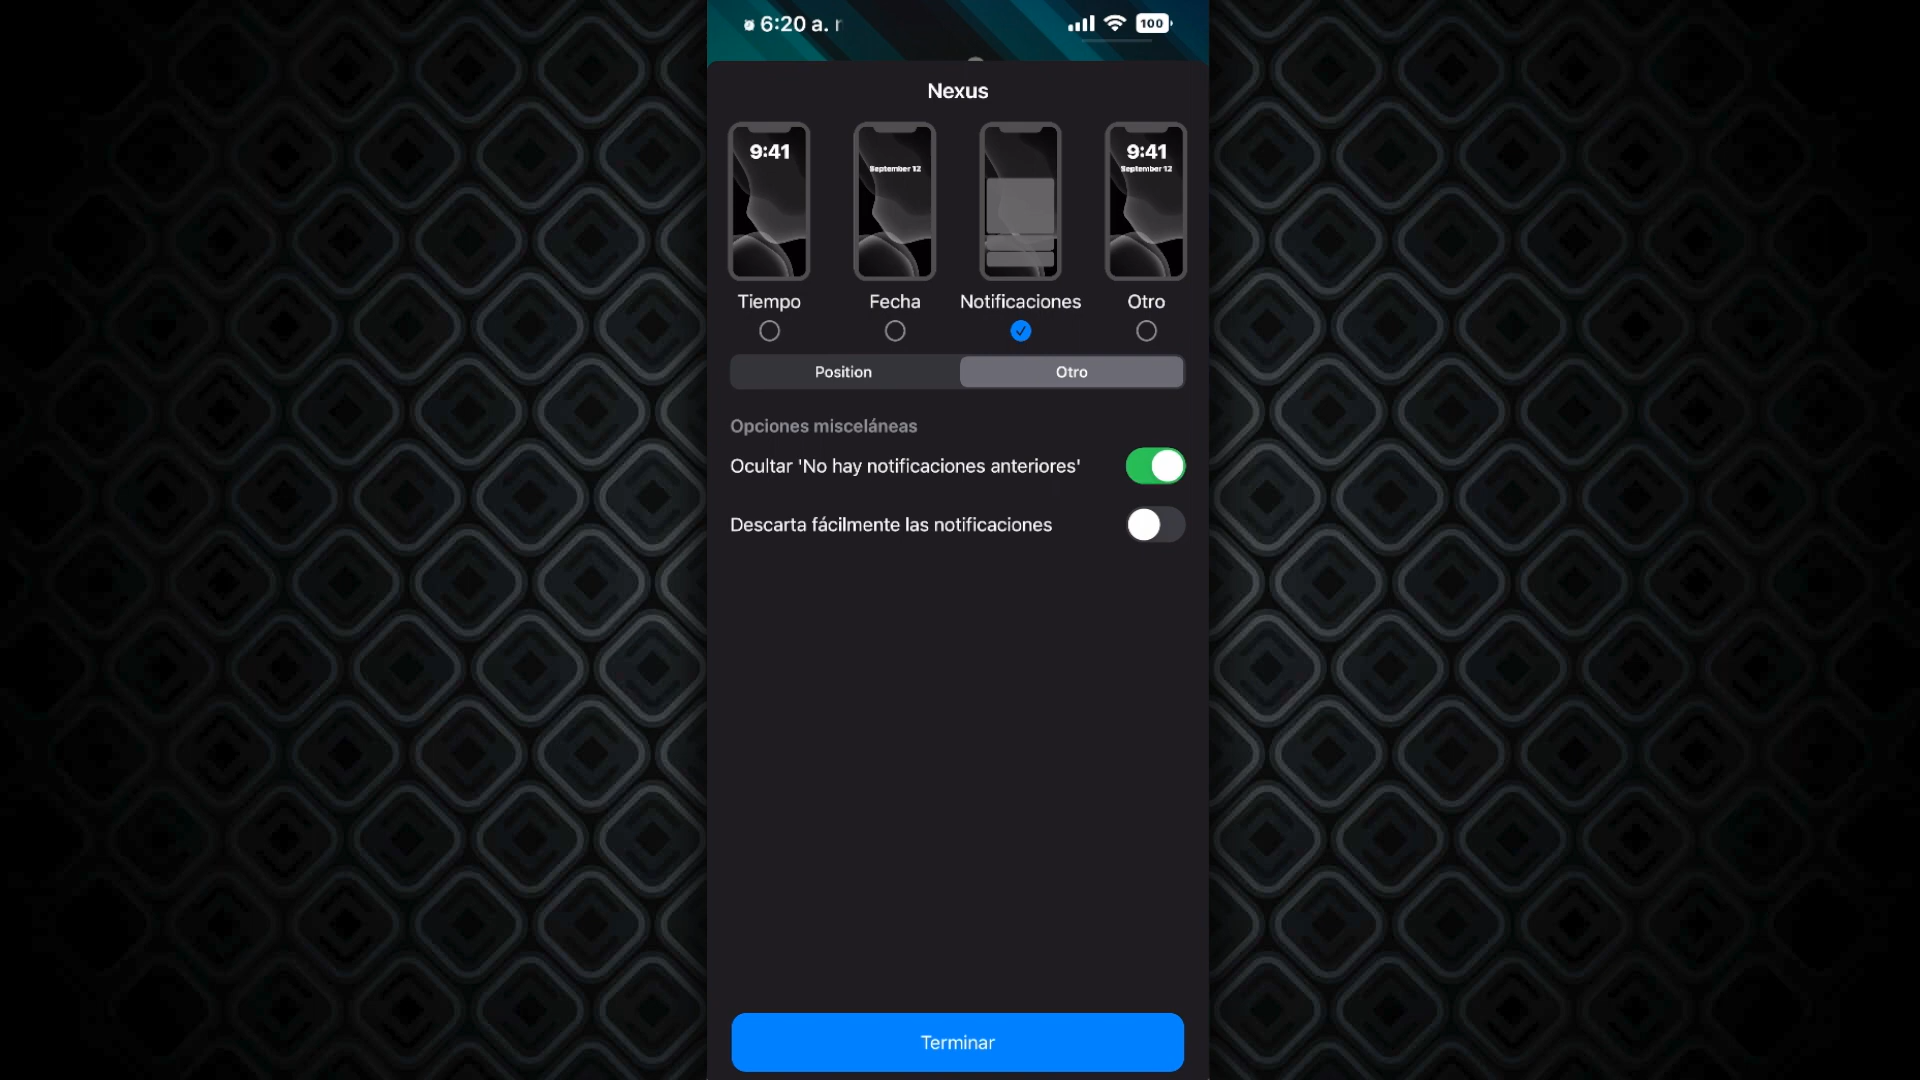 6:20 a. r
100
Nexus
9:41
September 12
9:41
September 12
Tiempo
Fecha
Notificaciones
Otro
Position
Otro
Opciones misceláneas
Ocultar 'No hay notificaciones anteriores'
Descarta fácilmente las notificaciones
Terminar